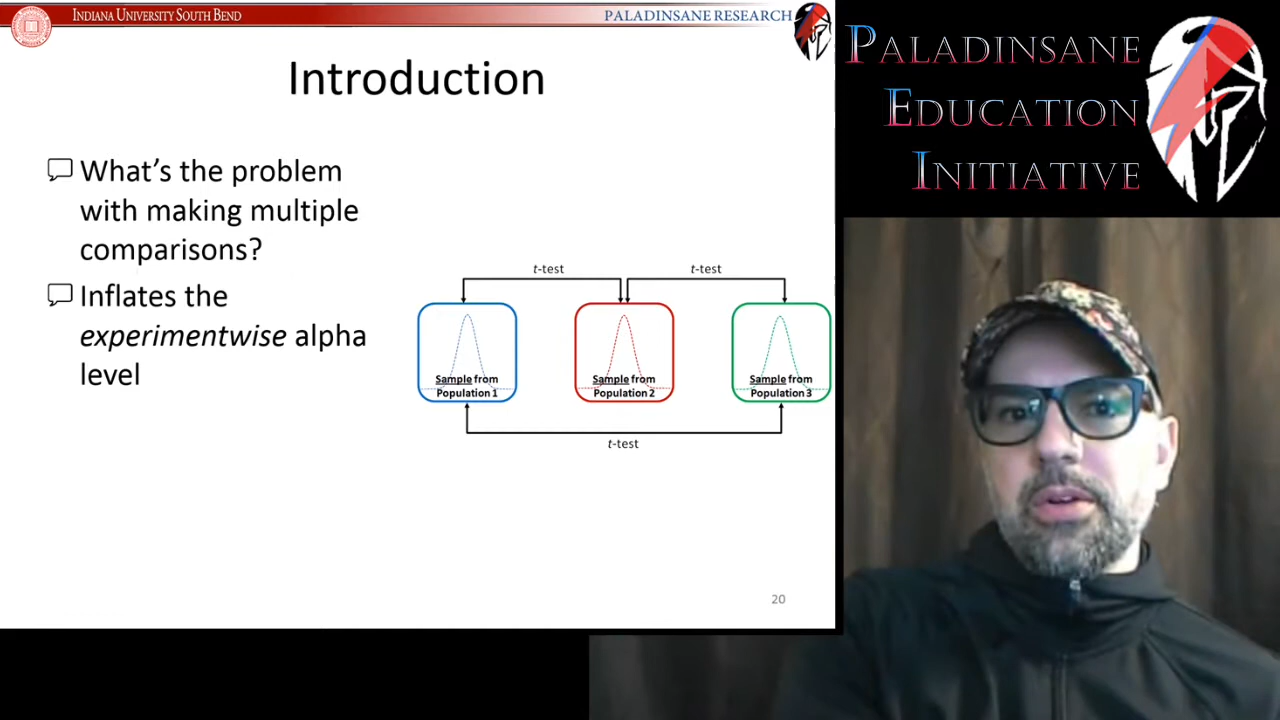 INDIANA UNIVERSITY SOUTH BEND
PALADINSANE RESEARCH
Introduction
What's the problem
with making multiple
comparisons?
Inflates the
experimentwise alpha
level
t-test
t-test
Sample from
Population 1
Sample from
Population 2
Sample from
Population 3
t-test
20
PALADINSANE
EDUCATION
INITIATIVE